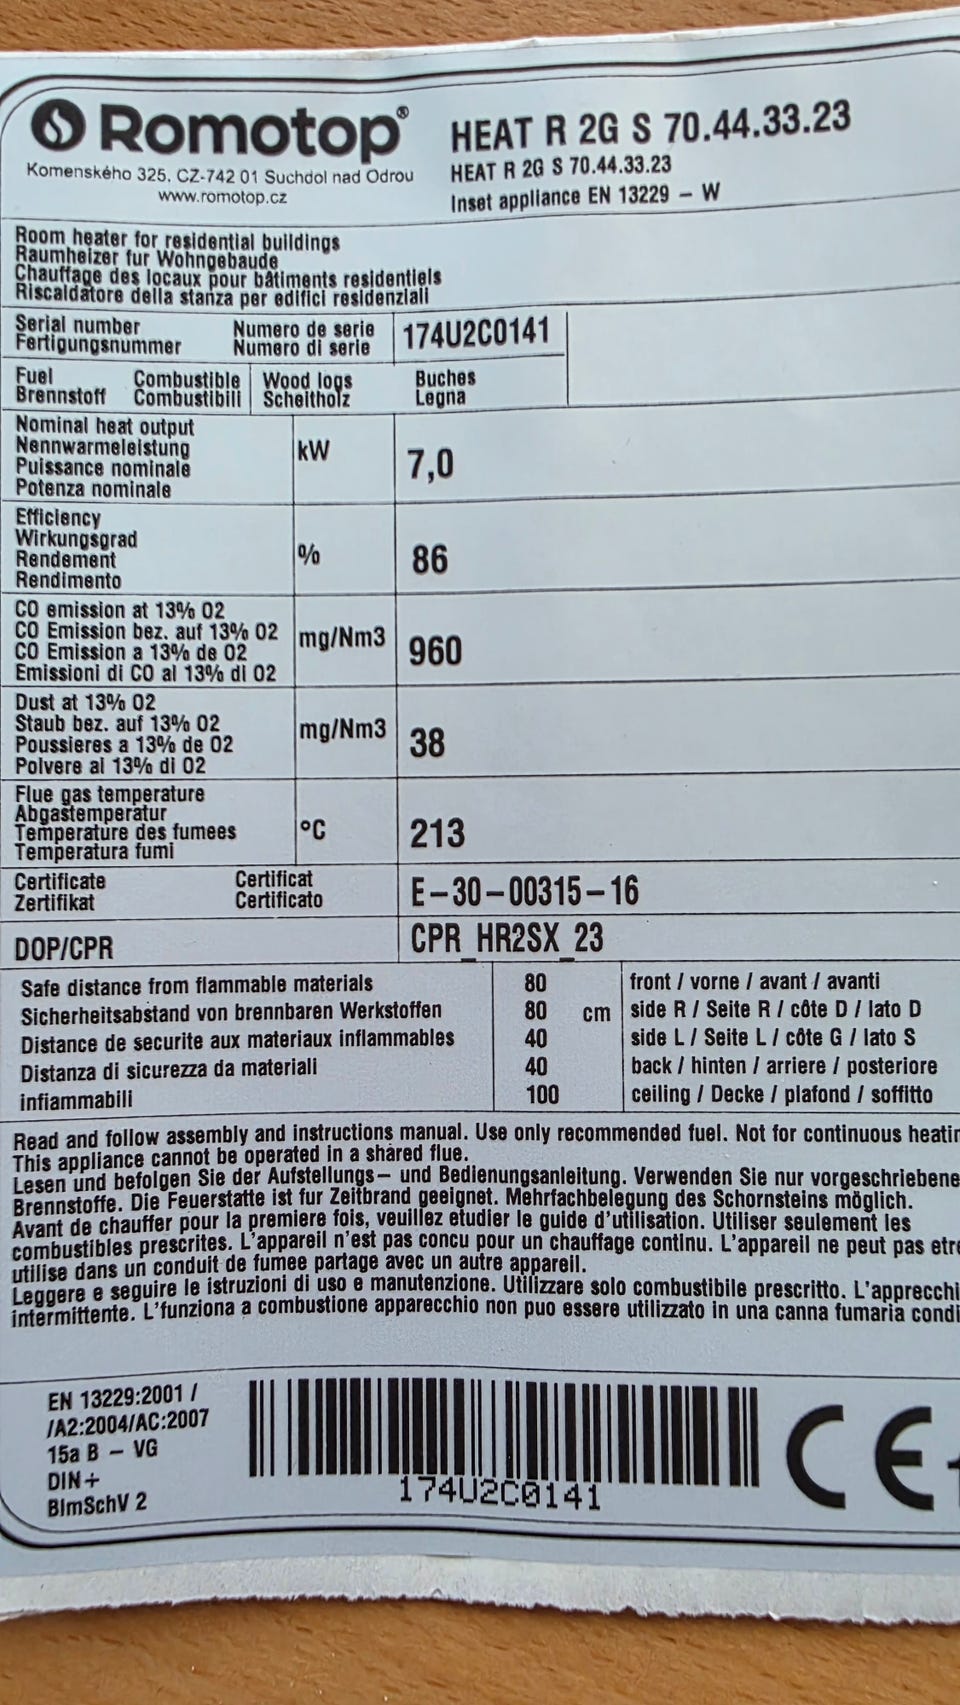 Romotop®
Komenského 325, CZ-742 01 Suchdol nad Odrou
www.romotop.cz
HEAT R 2G S 70.44.33.23
HEAT R 2G S 70.44.33.23
Inset appliance EN 13229 – W
Room heater for residential buildings
Raumheizer fur Wohngebaude
Chauffage des locaux pour bâtiments residentiels
Riscaldatore della stanza per edifici residenziali
Serial number Numero de serie 174U2C0141
Fertigungsnummer Numero di serie
Fuel Combustible Wood logs Buches
Brennstoff Combustibili Scheitholz Legna
Nominal heat output
Nennwarmeleistung
Puissance nominale
Potenza nominale
kW
7,0
Efficiency
Wirkungsgrad
Rendement
Rendimento
%
86
CO emission at 13% O2
CO Emission bez. auf 13% O2
CO Emission a 13% de O2
Emissioni di CO al 13% di O2
mg/Nm3
960
Dust at 13% O2
Staub bez. auf 13% O2
Poussieres a 13% de O2
Polvere al 13% di O2
mg/Nm3
38
Flue gas temperature
Abgastemperatur
Temperature des fumees
Temperatura fumi
°C
213
Certificate Certificat
Zertifikat Certificato
E–30–00315–16
DOP/CPR CPR_HR2SX_23
Safe distance from flammable materials 80 front / vorne / avant / avanti
Sicherheitsabstand von brennbaren Werkstoffen 80 cm side R / Seite R / côte D / lato D
Distance de securite aux materiaux inflammables 40 side L / Seite L / côte G / lato S
Distanza di sicurezza da materiali 40 back / hinten / arriere / posteriore
infiammabili 100 ceiling / Decke / plafond / soffitto
Read and follow assembly and instructions manual. Use only recommended fuel. Not for continuous
This appliance cannot be operated in a shared flue.
Lesen und befolgen Sie der Aufstellungs– und Bedienungsanleitung. Verwenden Sie nur vorgeschriebene
Brennstoffe. Die Feuerstatte ist fur Zeitbrand geeignet. Mehrfachbelegung des Schornsteins möglich.
Avant de chauffer pour la premiere fois, veuillez etudier le guide d'utilisation. Utiliser seulement les
combustibles prescrites. L'appareil n'est pas concu pour un chauffage continu. L'appareil ne peut pas
utilise dans un conduit de fumee partage avec un autre appareil.
Leggere e seguire le istruzioni di uso e manutenzione. Utilizzare solo combustibile prescritto.
intermittente. L'funziona a combustione apparecchio non puo essere utilizzato in una canna fumaria
EN 13229:2001 /
/A2:2004/AC:2007
15a B – VG
DIN+
BImSchV 2
174U2C0141
CE